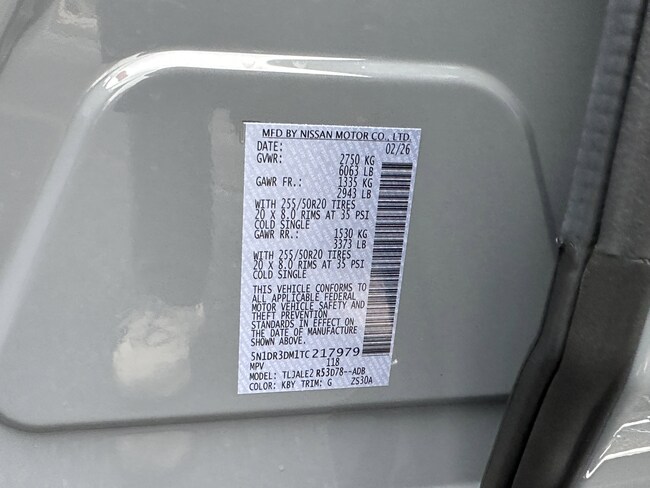 MFD BY NISSAN MOTOR CO., LTD.
DATE: 02/26
GVWR: 2750 KG
6063 LB
GAWR FR.: 1335 KG
2943 LB
WITH 255/50R20 TIRES
20 X 8.0 RIMS AT 35 PSI
COLD SINGLE
GAWR RR.: 1530 KG
3373 LB
WITH 255/50R20 TIRES
20 X 8.0 RIMS AT 35 PSI
COLD SINGLE
THIS VEHICLE CONFORMS TO
ALL APPLICABLE FEDERAL
MOTOR VEHICLE SAFETY AND
THEFT PREVENTION
STANDARDS IN EFFECT ON
THE DATE OF MANUFACTURE
SHOWN ABOVE.
5N1DR3DM1TC217979
MPV 118
MODEL: TLJALE2 R53D78--ADB
COLOR: KBY TRIM: G ZS30A